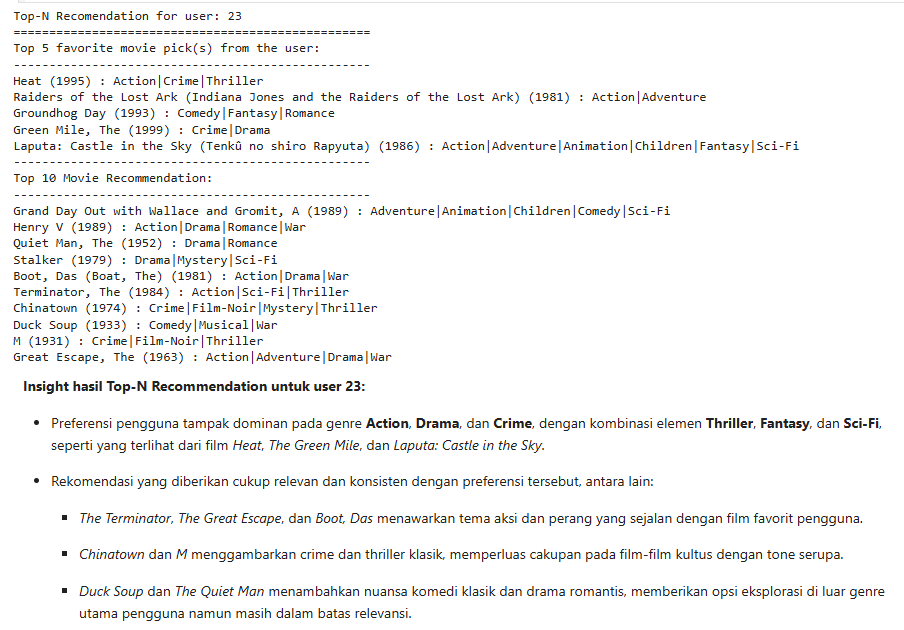 Top-N Recomendation for user: 23
===================================================
Top 5 favorite movie pick(s) from the user:
---------------------------------------------------
Heat (1995) : Action|Crime|Thriller
Raiders of the Lost Ark (Indiana Jones and the Raiders of the Lost Ark) (1981) : Action|Adventure
Groundhog Day (1993) : Comedy|Fantasy|Romance
Green Mile, The (1999) : Crime|Drama
Laputa: Castle in the Sky (Tenkû no shiro Rapyuta) (1986) : Action|Adventure|Animation|Children|Fantasy|Sci-Fi
---------------------------------------------------
Top 10 Movie Recommendation:
---------------------------------------------------
Grand Day Out with Wallace and Gromit, A (1989) : Adventure|Animation|Children|Comedy|Sci-Fi
Henry V (1989) : Action|Drama|Romance|War
Quiet Man, The (1952) : Drama|Romance
Stalker (1979) : Drama|Mystery|Sci-Fi
Boot, Das (Boat, The) (1981) : Action|Drama|War
Terminator, The (1984) : Action|Sci-Fi|Thriller
Chinatown (1974) : Crime|Film-Noir|Mystery|Thriller
Duck Soup (1933) : Comedy|Musical|War
M (1931) : Crime|Film-Noir|Thriller
Great Escape, The (1963) : Action|Adventure|Drama|War
Insight hasil Top-N Recommendation untuk user 23:
• Preferensi pengguna tampak dominan pada genre Action, Drama, dan Crime, dengan kombinasi elemen Thriller, Fantasy, dan Sci-Fi,
seperti yang terlihat dari film Heat, The Green Mile, dan Laputa: Castle in the Sky.
• Rekomendasi yang diberikan cukup relevan dan konsisten dengan preferensi tersebut, antara lain:
▪ The Terminator, The Great Escape, dan Boot, Das menawarkan tema aksi dan perang yang sejalan dengan film favorit pengguna.
▪ Chinatown dan M menggambarkan crime dan thriller klasik, memperluas cakupan pada film-film kultus dengan tone serupa.
▪ Duck Soup dan The Quiet Man menambahkan nuansa komedi klasik dan drama romantis, memberikan opsi eksplorasi di luar genre
utama pengguna namun masih dalam batas relevansi.